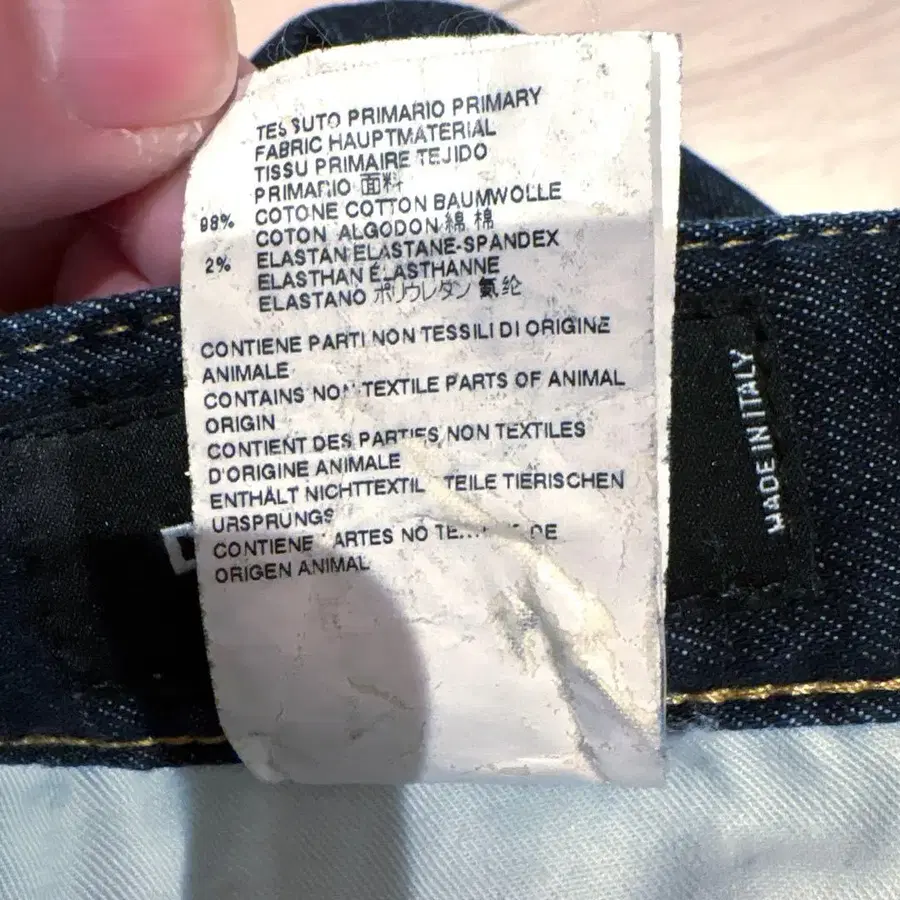 TESSUTO PRIMARIO PRIMARY
FABRIC HAUPTMATERIAL
TISSU PRIMAIRE TEJIDO
PRIMARIO 面料
98% COTONE COTTON BAUMWOLLE
COTON ALGODON 綿 棉
2% ELASTAN ELASTANE-SPANDEX
ELASTHAN ÉLASTHANNE
ELASTANO ポリウレタン 氨纶
CONTIENE PARTI NON TESSILI DI ORIGINE
ANIMALE
CONTAINS NON TEXTILE PARTS OF ANIMAL
ORIGIN
CONTIENT DES PARTIES NON TEXTILES
D'ORIGINE ANIMALE
ENTHÄLT NICHTTEXTIL TEILE TIERISCHEN
URSPRUNGS
CONTIENE ARTES NO DE
ORIGEN ANIMAL
MADE IN ITALY